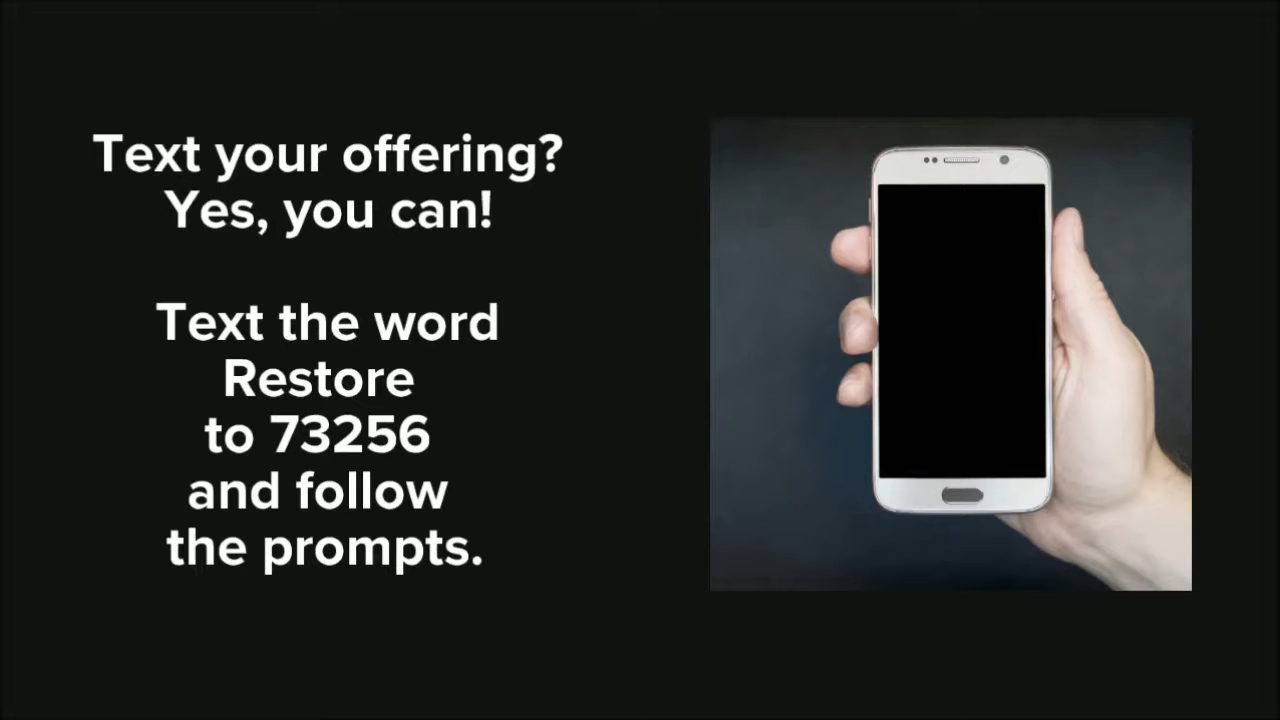 Text your offering?
Yes, you can!
Text the word
Restore
to 73256
and follow
the prompts.